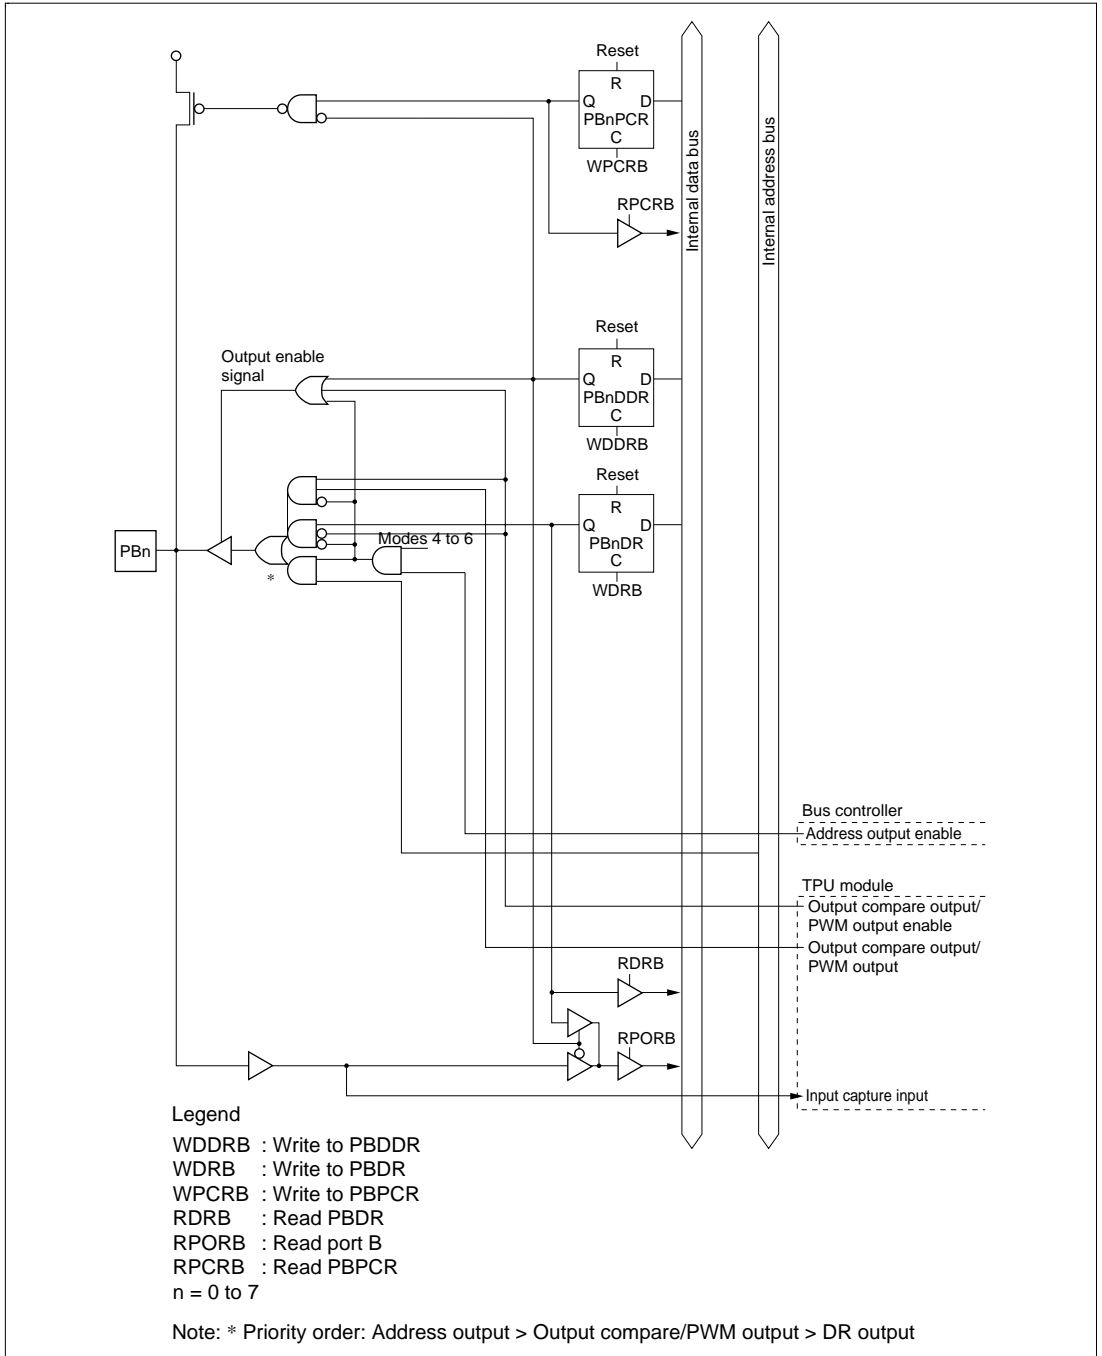 Reset
R
Q D
PBnPCR
C
WPCRB
RPCRB
Internal data bus
Internal address bus
Reset
R
Q D
PBnDDR
C
WDDRB
Output enable
signal
Reset
R
Q D
PBnDR
C
WDRB
Modes 4 to 6
PBn
*
Bus controller
Address output enable
TPU module
Output compare output/
PWM output enable
Output compare output/
PWM output
RDRB
RPORB
Input capture input
Legend
WDDRB : Write to PBDDR
WDRB : Write to PBDR
WPCRB : Write to PBPCR
RDRB : Read PBDR
RPORB : Read port B
RPCRB : Read PBPCR
n = 0 to 7
Note: * Priority order: Address output > Output compare/PWM output > DR output